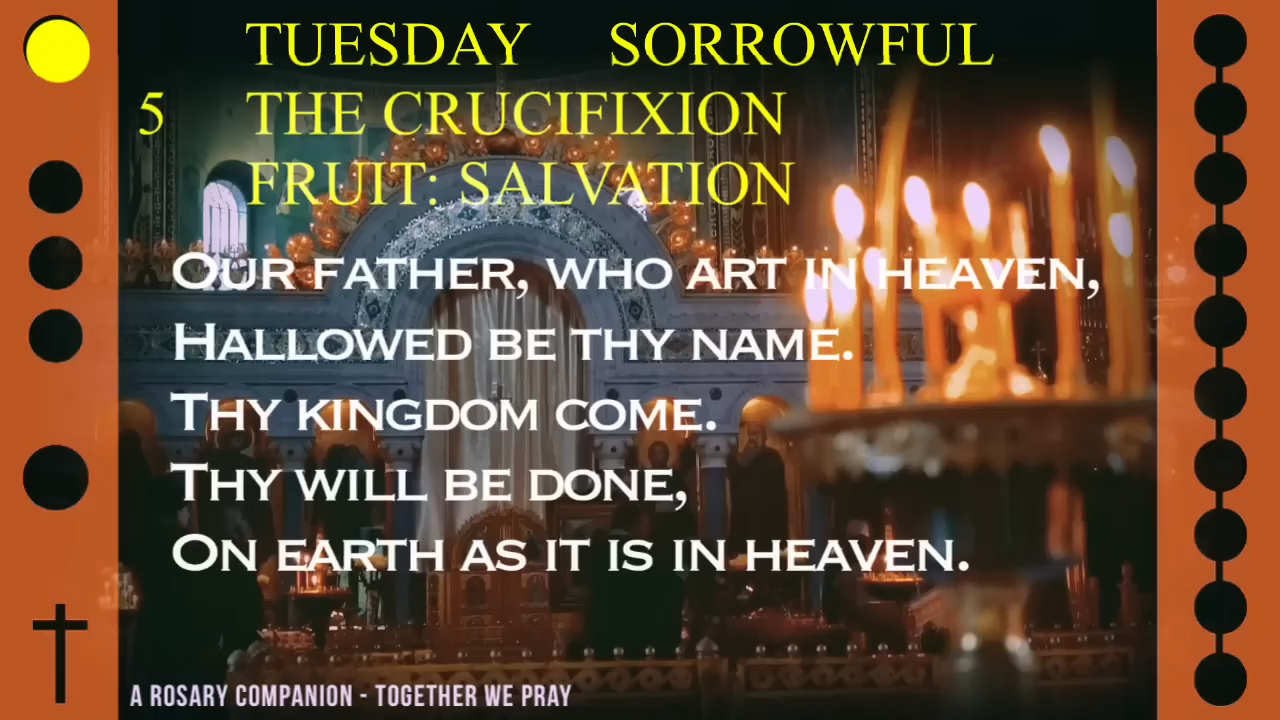 TUESDAY SORROWFUL
5 THE CRUCIFIXION
FRUIT: SALVATION
OUR FATHER, WHO ART IN HEAVEN,
HALLOWED BE THY NAME.
THY KINGDOM COME.
THY WILL BE DONE,
ON EARTH AS IT IS IN HEAVEN.
A ROSARY COMPANION - TOGETHER WE PRAY